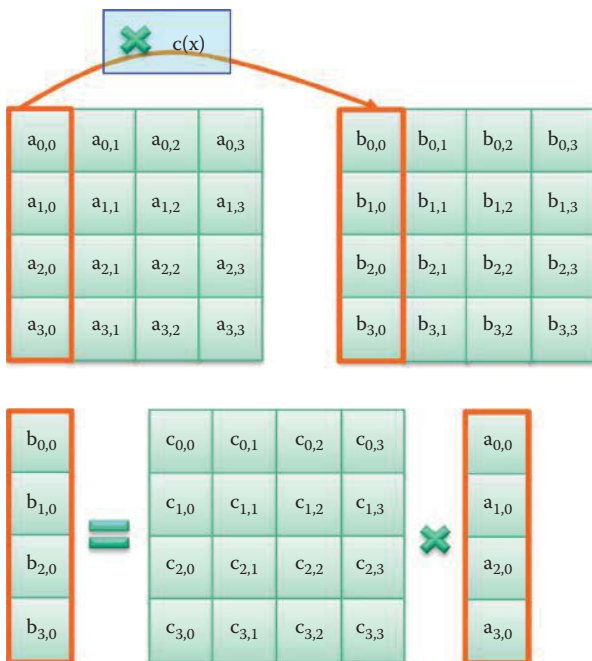 c(x)
a0,0 a0,1 a0,2 a0,3 b0,0 b0,1 b0,2 b0,3
a1,0 a1,1 a1,2 a1,3 b1,0 b1,1 b1,2 b1,3
a2,0 a2,1 a2,2 a2,3 b2,0 b2,1 b2,2 b2,3
a3,0 a3,1 a3,2 a3,3 b3,0 b3,1 b3,2 b3,3
b0,0 c0,0 c0,1 c0,2 c0,3 a0,0
b1,0 = c1,0 c1,1 c1,2 c1,3 × a1,0
b2,0 c2,0 c2,1 c2,2 c2,3 a2,0
b3,0 c3,0 c3,1 c3,2 c3,3 a3,0